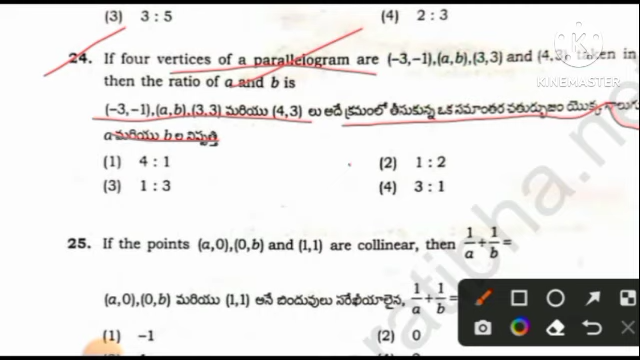 (3) 3 : 5 (4) 2 : 3
KINEMASTER
24. If four vertices of a parallelogram are (−3,−1),(a,b),(3,3) and (4,3) taken in
then the ratio of a and b is
(−3,−1),(a,b),(3,3) మరియు (4,3) లు అదే క్రమంలో తీసుకున్న ఒక సమాంతర చతుర్భుజం యొక్క
a మరియు b ల నిష్పత్తి
(1) 4 : 1 (2) 1 : 2
(3) 1 : 3 (4) 3 : 1
25. If the points (a,0),(0,b) and (1,1) are collinear, then 1/a + 1/b =
(a,0),(0,b) మరియు (1,1) అనే బిందువులు సరేఖీయాలైన, 1/a + 1/b =
(1) −1 (2) 0
ratibha.ne